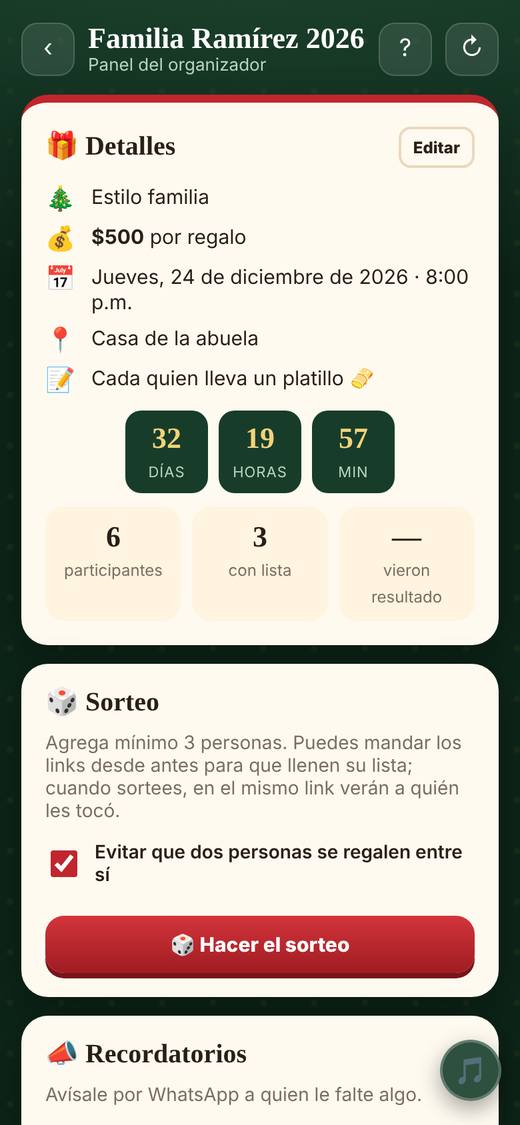 ‹
Familia Ramírez 2026
Panel del organizador
?
🎁 Detalles
Editar
🎄 Estilo familia
💰 $500 por regalo
📅 Jueves, 24 de diciembre de 2026 · 8:00
p.m.
📍 Casa de la abuela
📝 Cada quien lleva un platillo 🫔
32
DÍAS
19
HORAS
57
MIN
6
participantes
3
con lista
—
vieron
resultado
🎲 Sorteo
Agrega mínimo 3 personas. Puedes mandar los
links desde antes para que llenen su lista;
cuando sortees, en el mismo link verán a quién
les tocó.
Evitar que dos personas se regalen entre
sí
🎲 Hacer el sorteo
📣 Recordatorios
Avísale por WhatsApp a quien le falte algo.